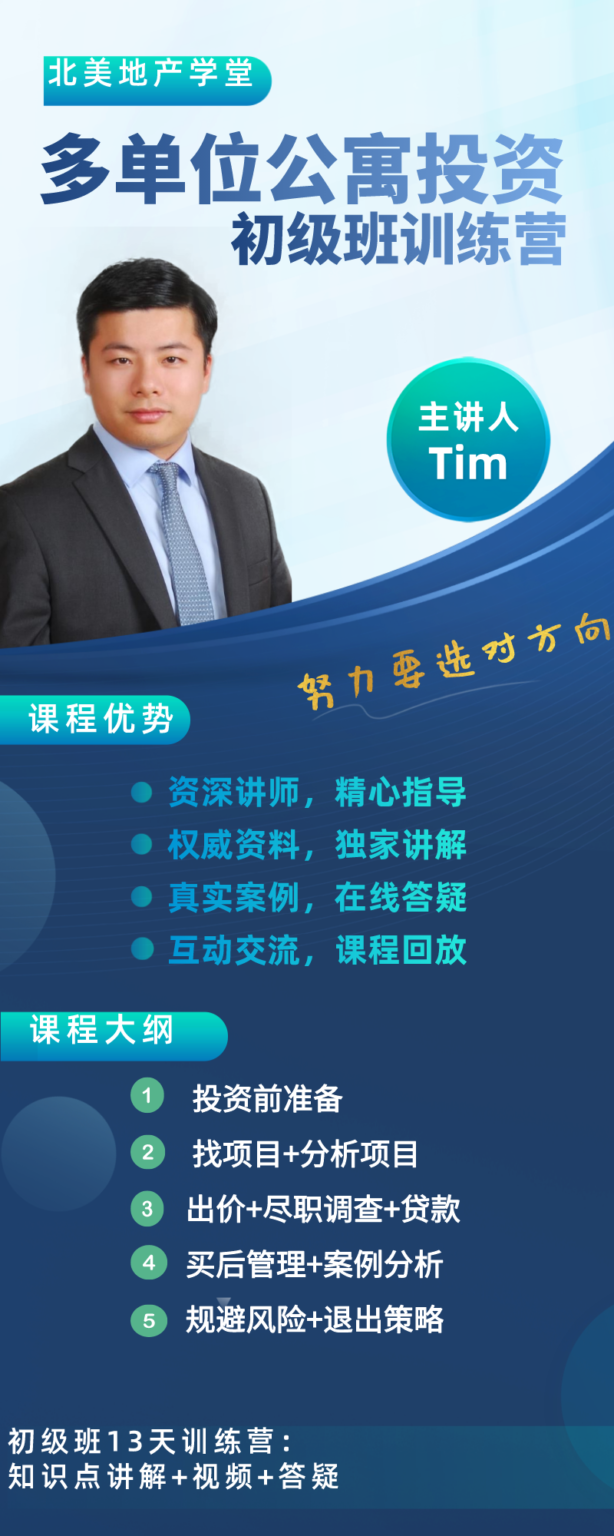 北美地产学堂
多单位公寓投资
初级班训练营
主讲人
Tim
努力要选对方向
课程优势
资深讲师，精心指导
权威资料，独家讲解
真实案例，在线答疑
互动交流，课程回放
课程大纲
1 投资前准备
2 找项目+分析项目
3 出价+尽职调查+贷款
4 买后管理+案例分析
5 规避风险+退出策略
初级班13天训练营：
知识点讲解+视频+答疑